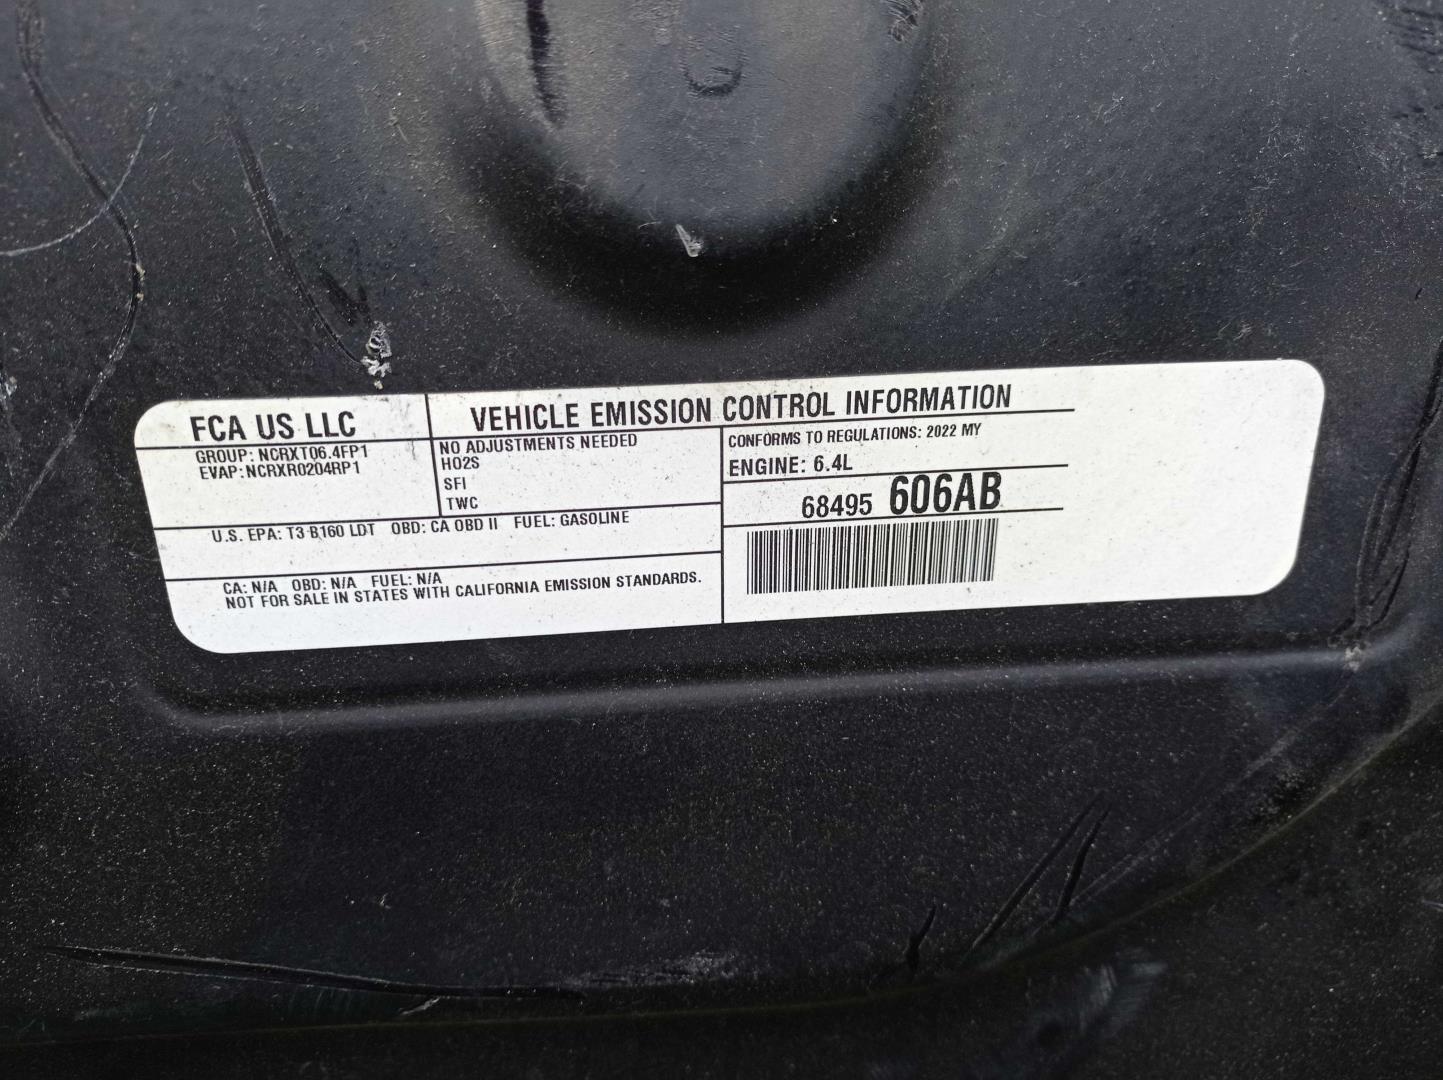 FCA US LLC
GROUP: NCRXT06.4FP1
EVAP:NCRXR0204RP1
VEHICLE EMISSION CONTROL INFORMATION
NO ADJUSTMENTS NEEDED
HO2S
SFI
TWC
CONFORMS TO REGULATIONS: 2022 MY
ENGINE: 6.4L
68495 606AB
U.S. EPA: T3 B160 LDT OBD: CA OBD II FUEL: GASOLINE
CA: N/A OBD: N/A FUEL: N/A
NOT FOR SALE IN STATES WITH CALIFORNIA EMISSION STANDARDS.